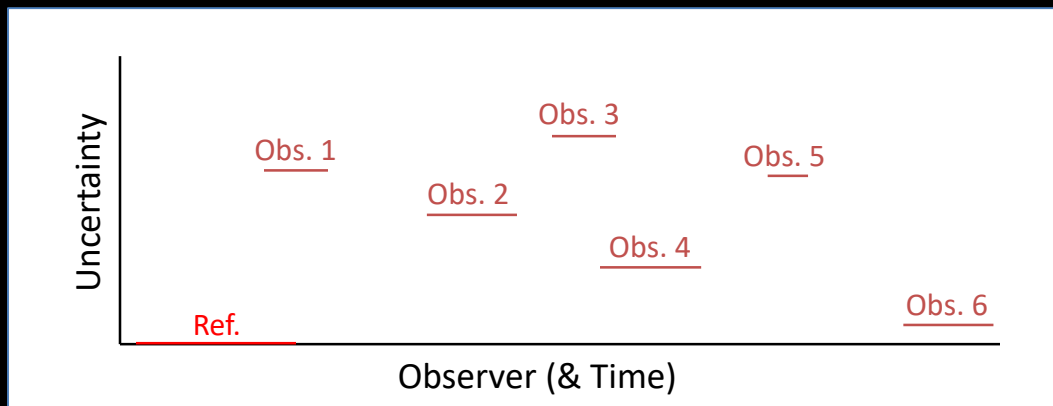 Uncertainty
Obs. 1
Obs. 2
Obs. 3
Obs. 4
Obs. 5
Obs. 6
Ref.
Observer (& Time)